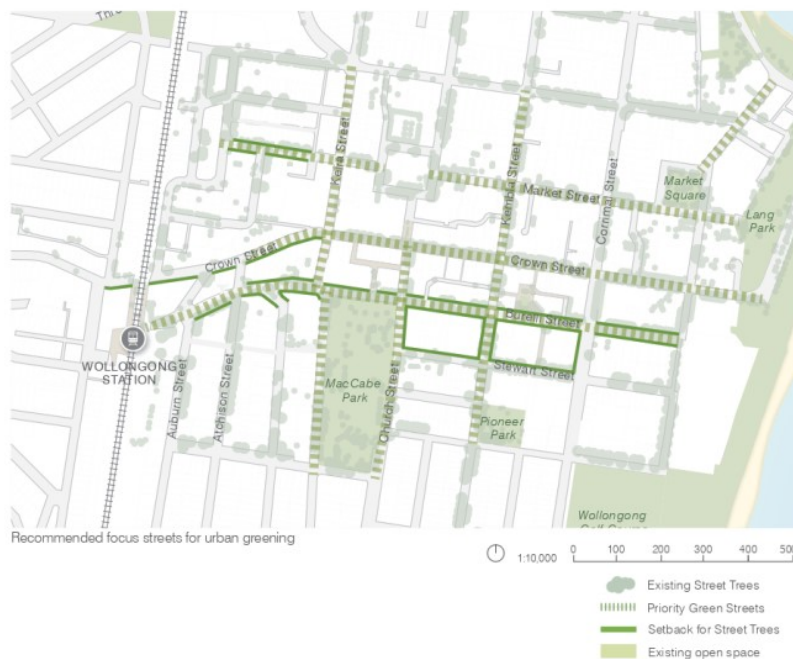 Thr
Keira Street
Kembla Street
Corrimal Street
Market Street
Market
Square
Lang
Park
Crown Street
Crown Street
Burelli Street
WOLLONGONG
STATION
Auburn Street
Atchison Street
MacCabe
Park
Church Street
Stewart Street
Pioneer
Park
Wollongong
Golf Course
Recommended focus streets for urban greening
1:10,000
0 100 200 300 400 500
Existing Street Trees
Priority Green Streets
Setback for Street Trees
Existing open space